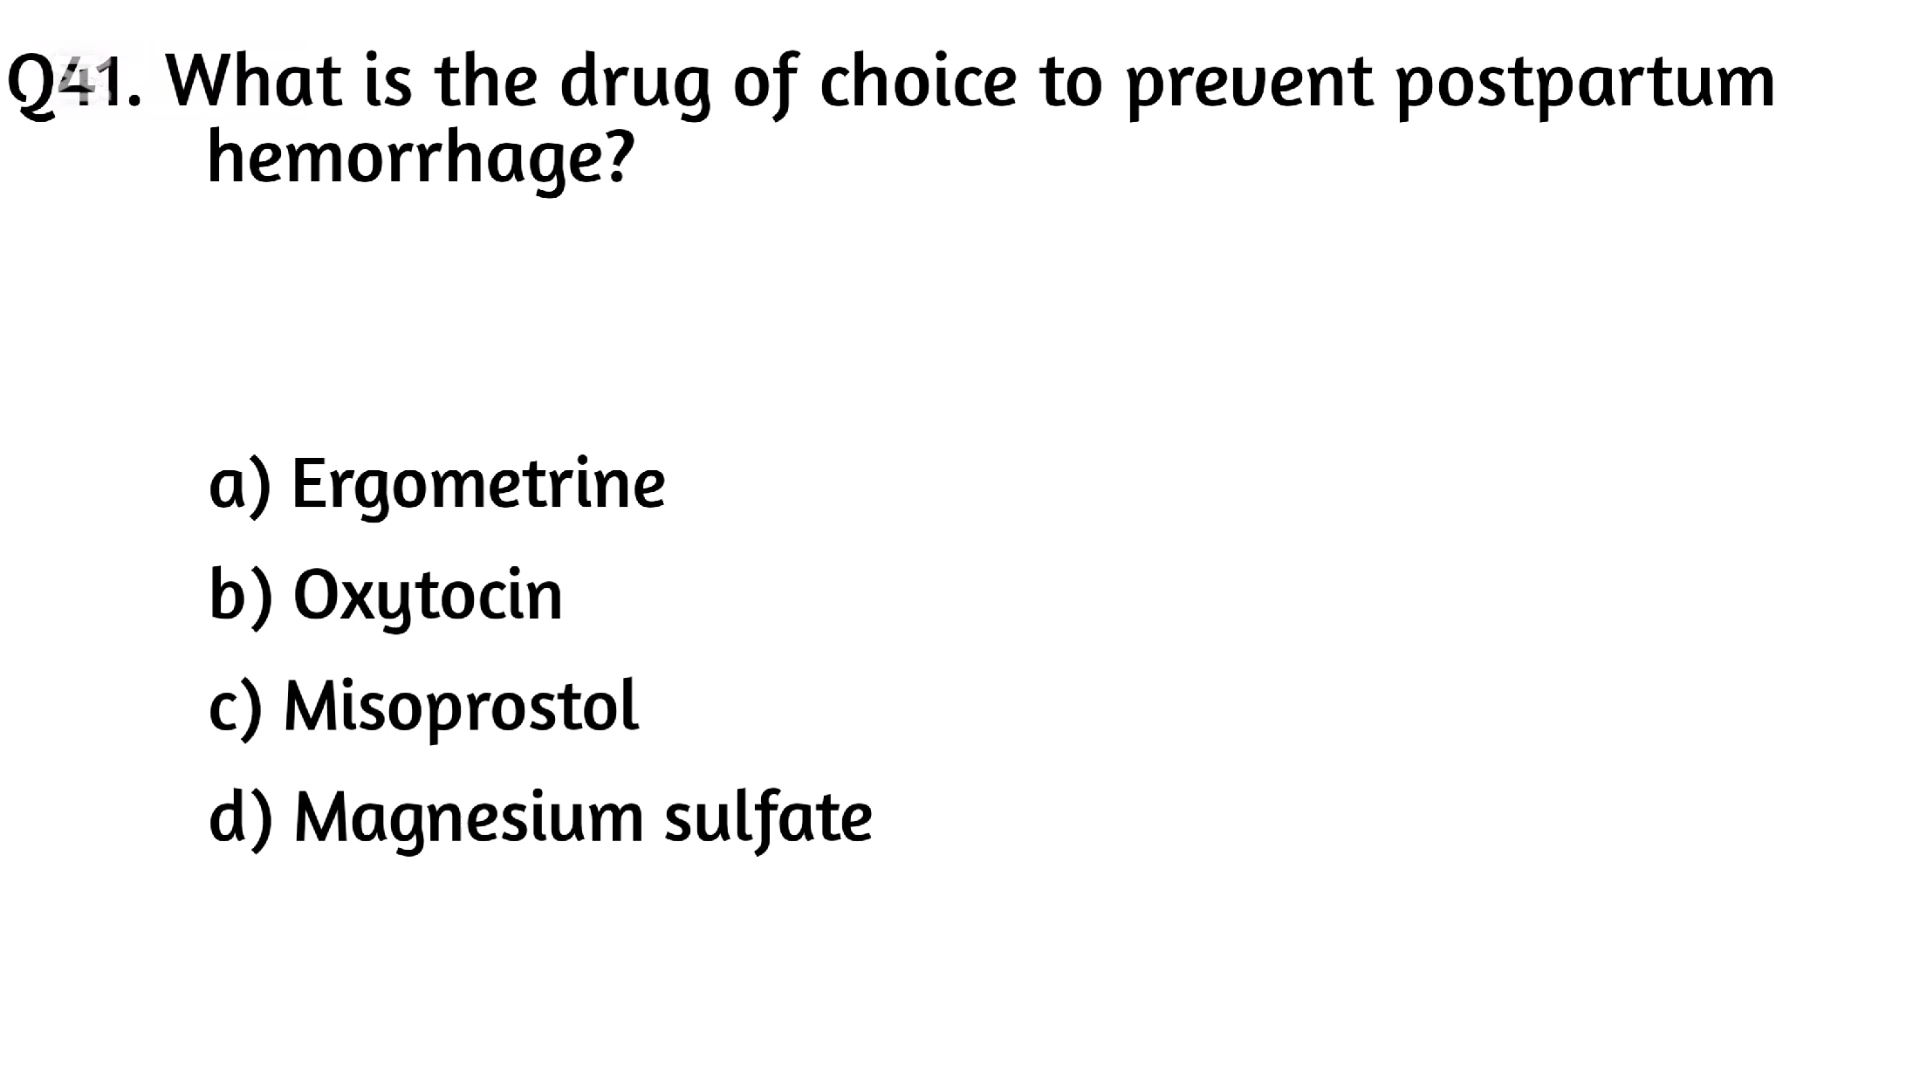 Q41. What is the drug of choice to prevent postpartum
hemorrhage?
a) Ergometrine
b) Oxytocin
c) Misoprostol
d) Magnesium sulfate